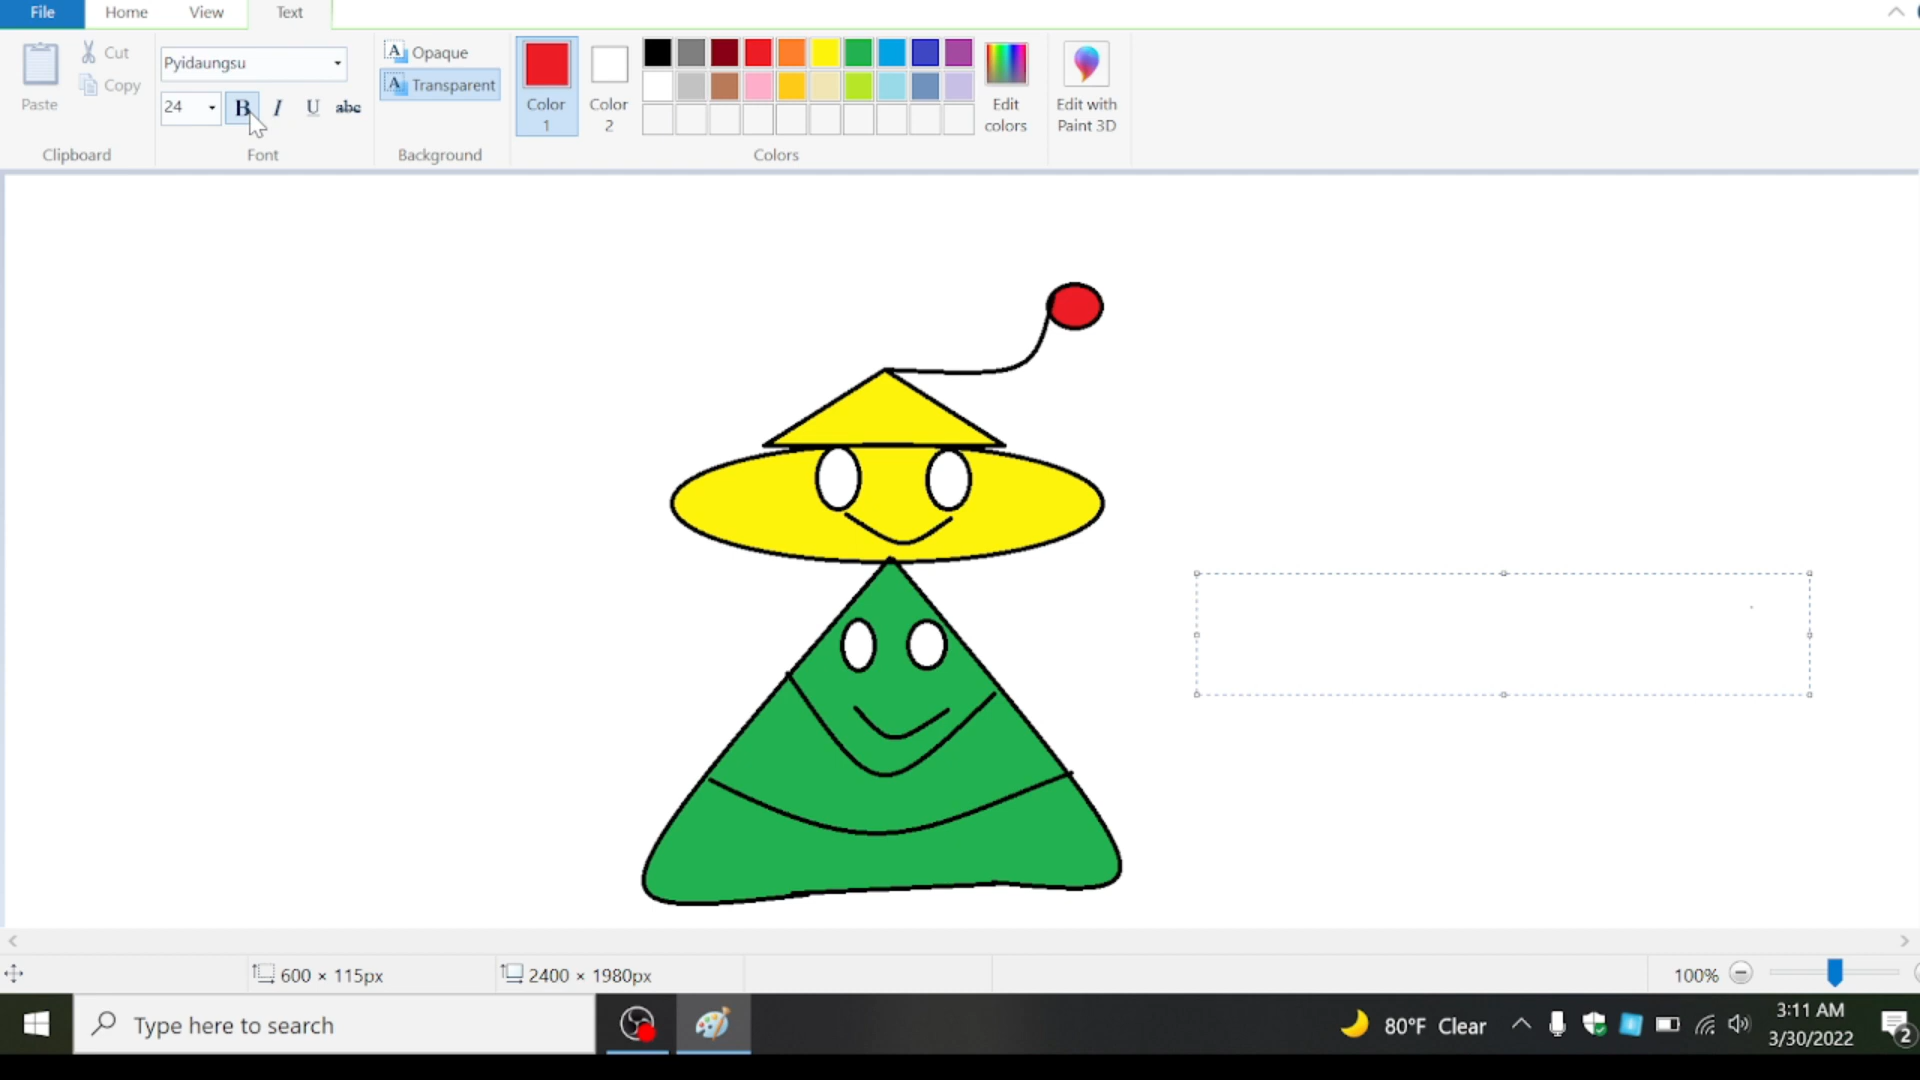 File Home View Text
Paste
Cut
Copy
Clipboard
Pyidaungsu
24 B I U abc
Font
Opaque
Transparent
Background
Color 1
Color 2
Colors
Edit colors
Edit with Paint 3D
600 × 115px
2400 × 1980px
100%
Type here to search
80°F Clear
3:11 AM
3/30/2022
2